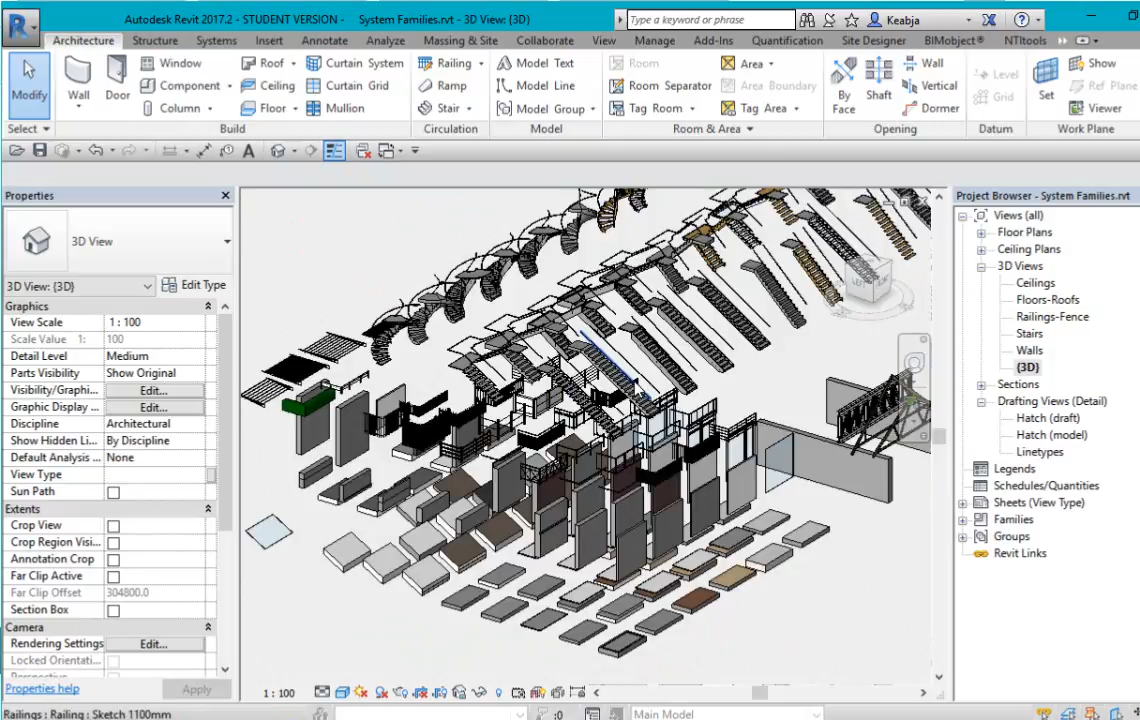 Autodesk Revit 2017.2 - STUDENT VERSION - System Families.rvt - 3D View: {3D}
Type a keyword or phrase
Keabja
Architecture Structure Systems Insert Annotate Analyze Massing & Site Collaborate View Manage Add-Ins Quantification Site Designer BIMobject® NTItools
Modify
Wall
Door
Window
Component
Column
Roof
Ceiling
Floor
Curtain System
Curtain Grid
Mullion
Railing
Ramp
Stair
Model Text
Model Line
Model Group
Room
Room Separator
Tag Room
Area
Area Boundary
Tag Area
By Face
Shaft
Wall
Vertical
Dormer
Level
Grid
Set
Show
Ref Plane
Viewer
Select
Build
Circulation
Model
Room & Area
Opening
Datum
Work Plane
Properties
3D View
3D View: {3D}
Edit Type
Graphics
View Scale 1 : 100
Scale Value 1: 100
Detail Level Medium
Parts Visibility Show Original
Visibility/Graphi... Edit...
Graphic Display ... Edit...
Discipline Architectural
Show Hidden Li... By Discipline
Default Analysis ... None
View Type
Sun Path
Extents
Crop View
Crop Region Visi...
Annotation Crop
Far Clip Active
Far Clip Offset 304800.0
Section Box
Camera
Rendering Settings Edit...
Locked Orientati...
Perspective
Properties help
Apply
Project Browser - System Families.rvt
Views (all)
Floor Plans
Ceiling Plans
3D Views
Ceilings
Floors-Roofs
Railings-Fence
Stairs
Walls
{3D}
Sections
Drafting Views (Detail)
Hatch (draft)
Hatch (model)
Linetypes
Legends
Schedules/Quantities
Sheets (View Type)
Families
Groups
Revit Links
1 : 100
Railings : Railing : Sketch 1100mm
:0
Main Model